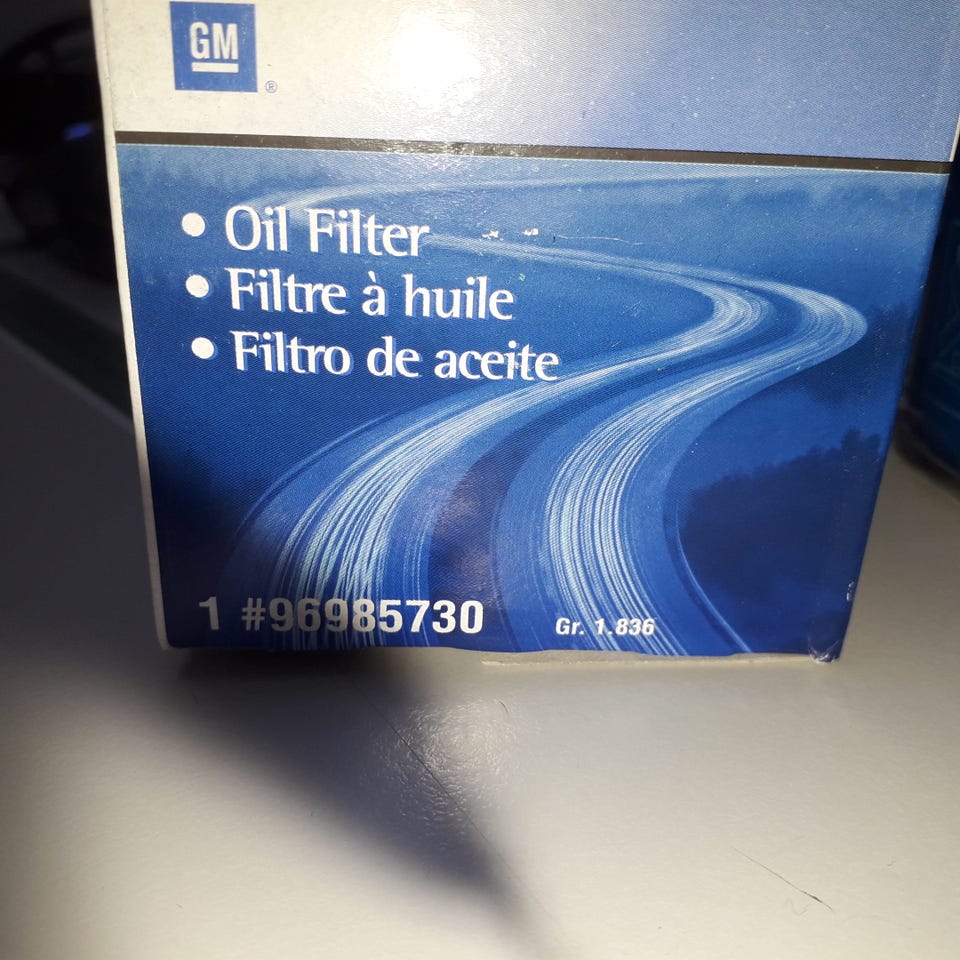 GM
®
• Oil Filter
• Filtre à huile
• Filtro de aceite
1 #96985730 Gr. 1.836